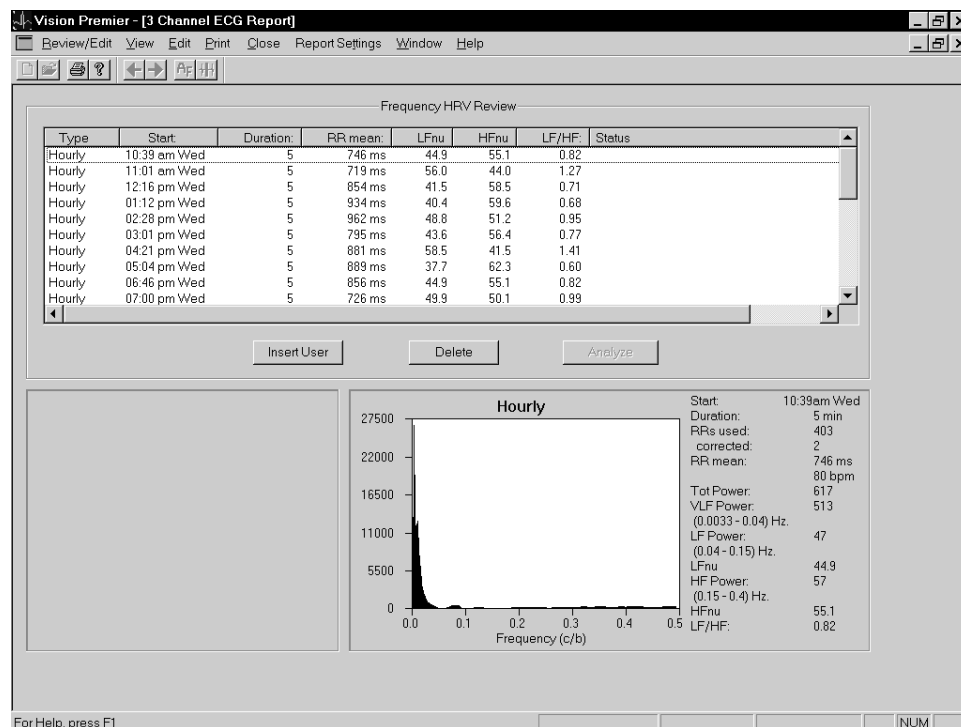 Vision Premier - [3 Channel ECG Report]
Review/Edit View Edit Print Close Report Settings Window Help
Frequency HRV Review
Type Start: Duration: RR mean: LFnu HFnu LF/HF: Status
Hourly 10:39 am Wed 5 746 ms 44.9 55.1 0.82
Hourly 11:01 am Wed 5 719 ms 56.0 44.0 1.27
Hourly 12:16 pm Wed 5 854 ms 41.5 58.5 0.71
Hourly 01:12 pm Wed 5 934 ms 40.4 59.6 0.68
Hourly 02:28 pm Wed 5 962 ms 48.8 51.2 0.95
Hourly 03:01 pm Wed 5 795 ms 43.6 56.4 0.77
Hourly 04:21 pm Wed 5 881 ms 58.5 41.5 1.41
Hourly 05:04 pm Wed 5 889 ms 37.7 62.3 0.60
Hourly 06:46 pm Wed 5 856 ms 44.9 55.1 0.82
Hourly 07:00 pm Wed 5 726 ms 49.9 50.1 0.99
Insert User Delete Analyze
Hourly
27500
22000
16500
11000
5500
0
0.0 0.1 0.2 0.3 0.4 0.5
Frequency (c/b)
Start: 10:39am Wed
Duration: 5 min
RRs used: 403
corrected: 2
RR mean: 746 ms
80 bpm
Tot Power: 617
VLF Power: 513
(0.0033 - 0.04) Hz.
LF Power: 47
(0.04 - 0.15) Hz.
LFnu 44.9
HF Power: 57
(0.15 - 0.4) Hz.
HFnu 55.1
LF/HF: 0.82
For Help, press F1
NUM